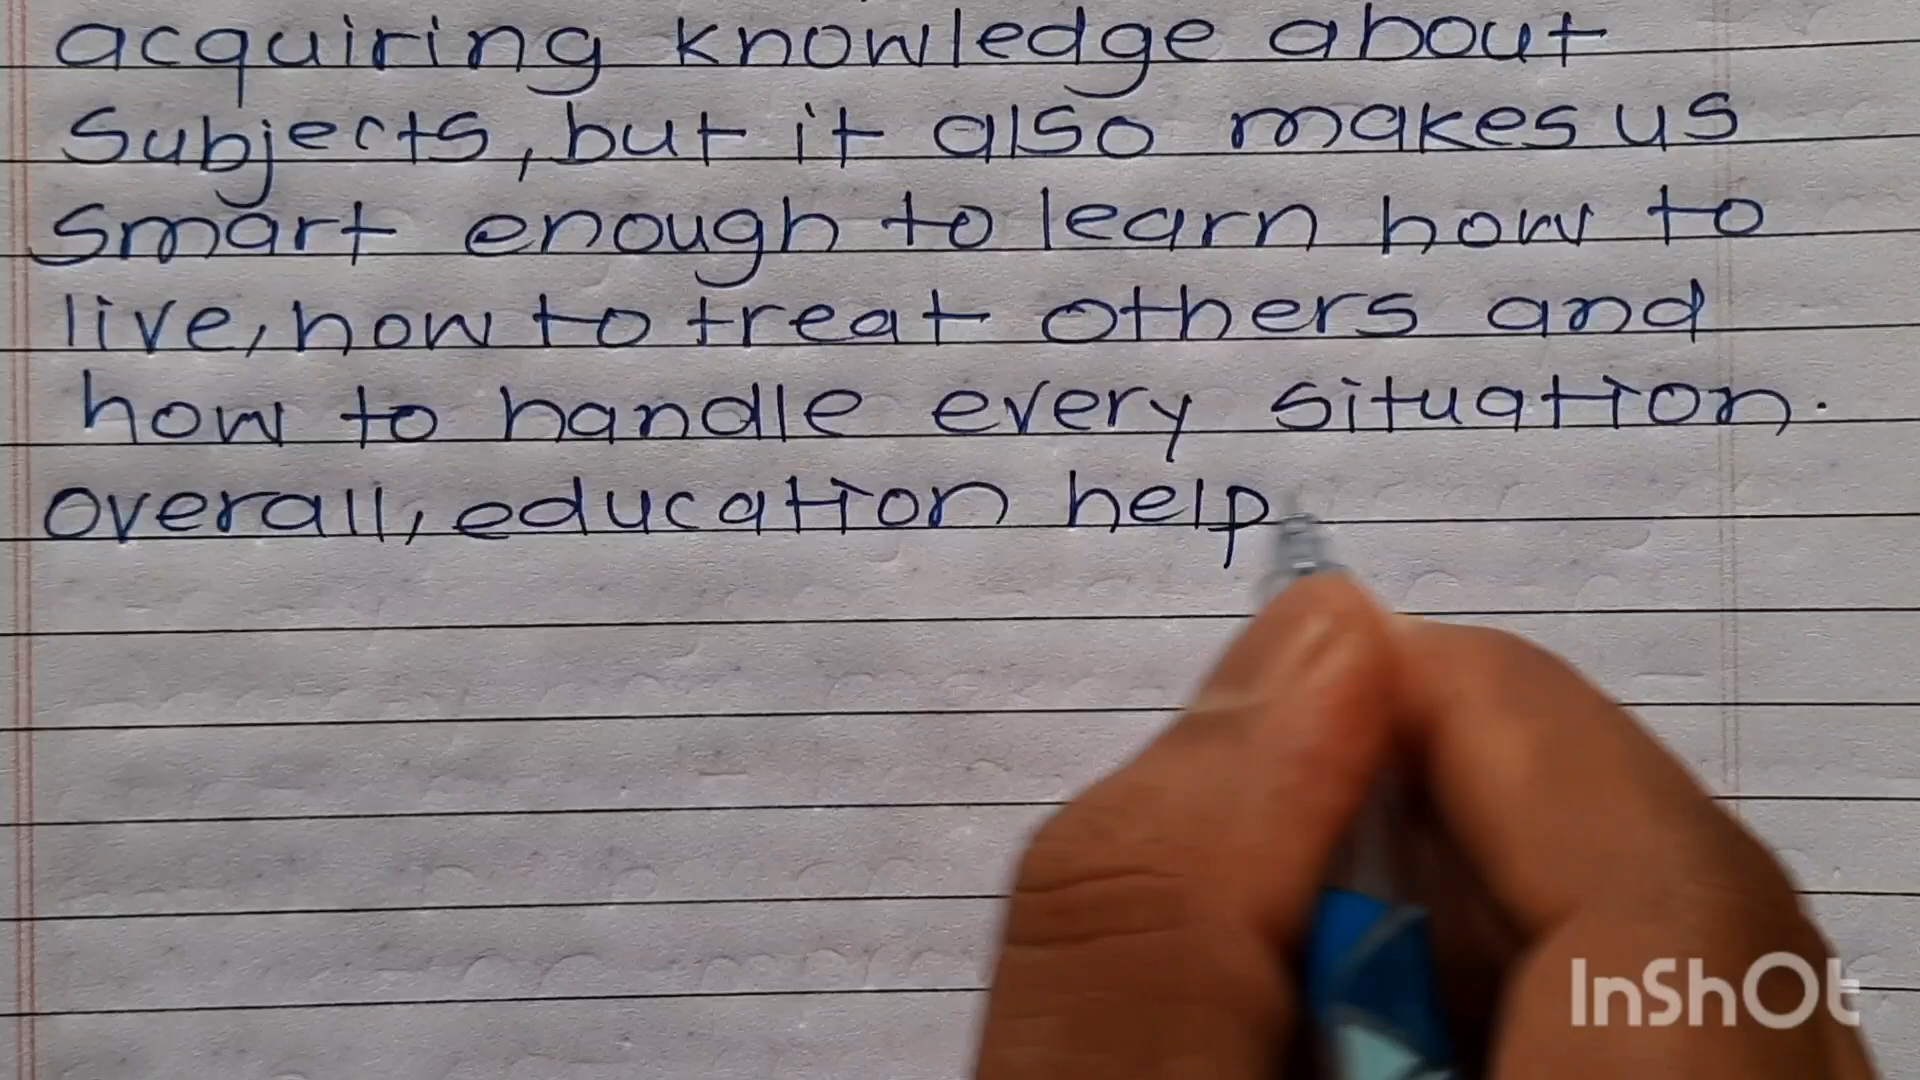 acquiring knowledge about
Subjects, but it also makes us
Smart enough to learn how to
live, how to treat others and
how to handle every situation.
overall, education help
InShOt